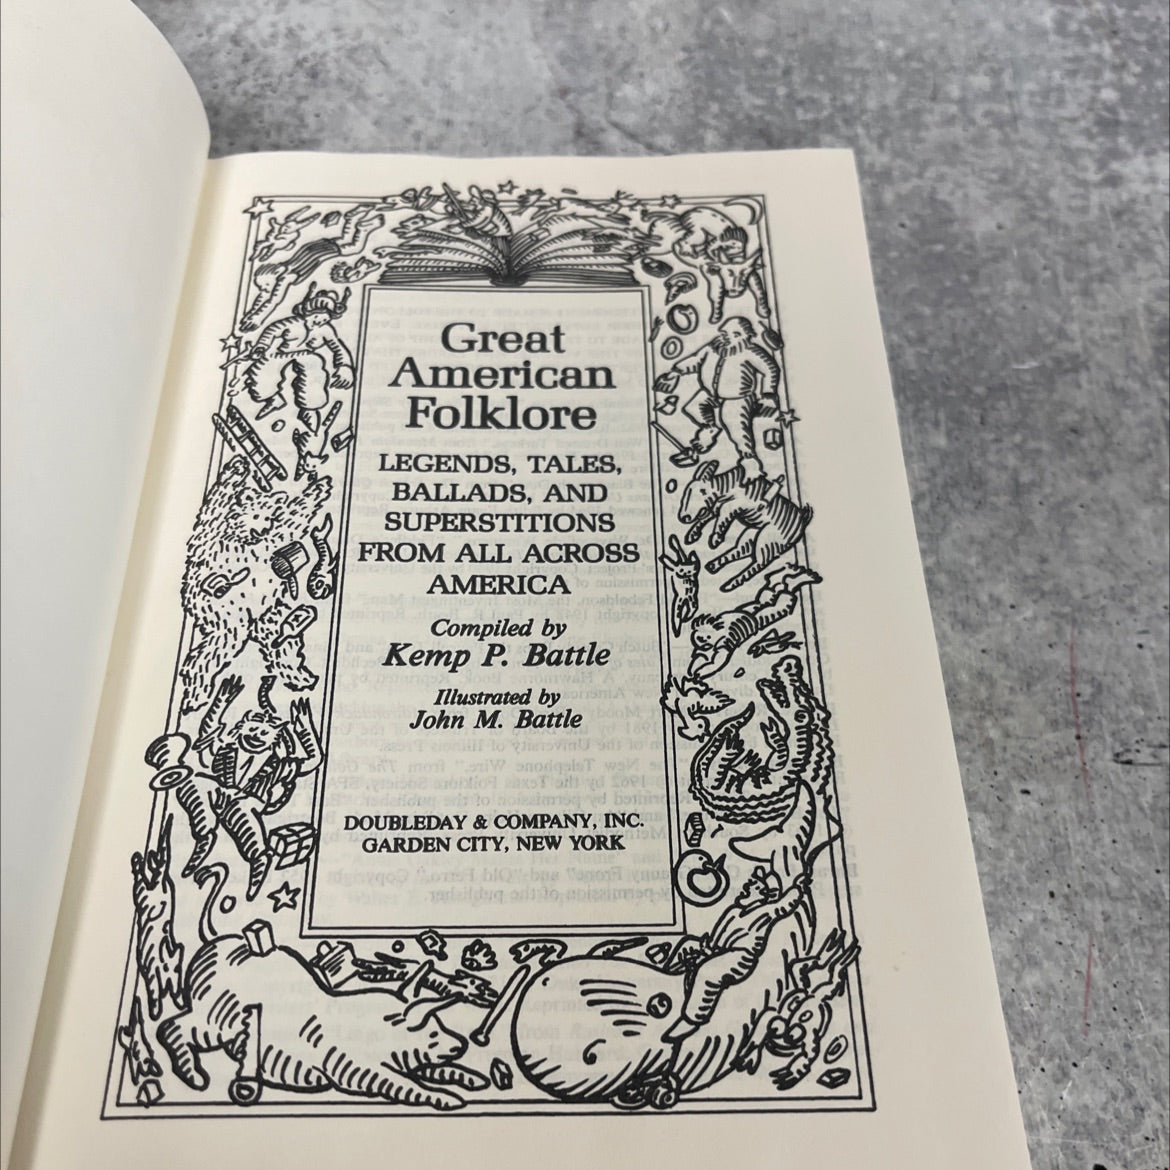 Great
American
Folklore
LEGENDS, TALES,
BALLADS, AND
SUPERSTITIONS
FROM ALL ACROSS
AMERICA
Compiled by
Kemp P. Battle
Illustrated by
John M. Battle
DOUBLEDAY & COMPANY, INC.
GARDEN CITY, NEW YORK